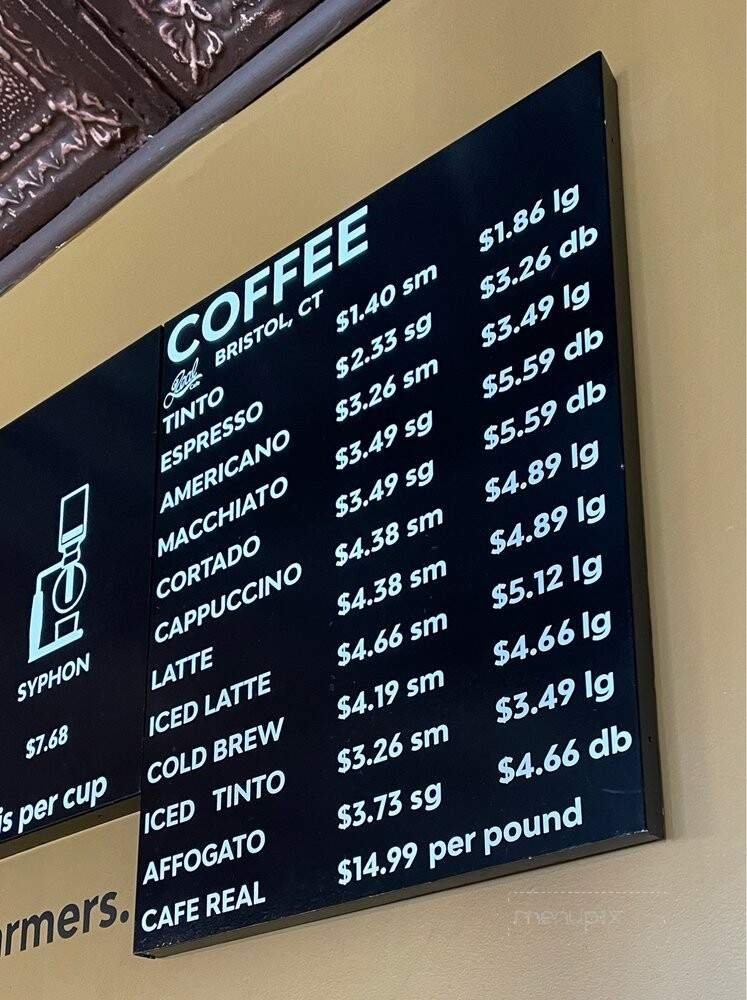 COFFEE
BRISTOL, CT
TINTO $1.40 sm $1.86 lg
ESPRESSO $2.33 sg $3.26 db
AMERICANO $3.26 sm $3.49 lg
MACCHIATO $3.49 sg $5.59 db
CORTADO $3.49 sg $5.59 db
CAPPUCCINO $4.38 sm $4.89 lg
LATTE $4.38 sm $4.89 lg
ICED LATTE $4.66 sm $5.12 lg
COLD BREW $4.19 sm $4.66 lg
ICED TINTO $3.26 sm $3.49 lg
AFFOGATO $3.73 sg $4.66 db
CAFE REAL $14.99 per pound
SYPHON
$7.68
is per cup
armers.
menupix